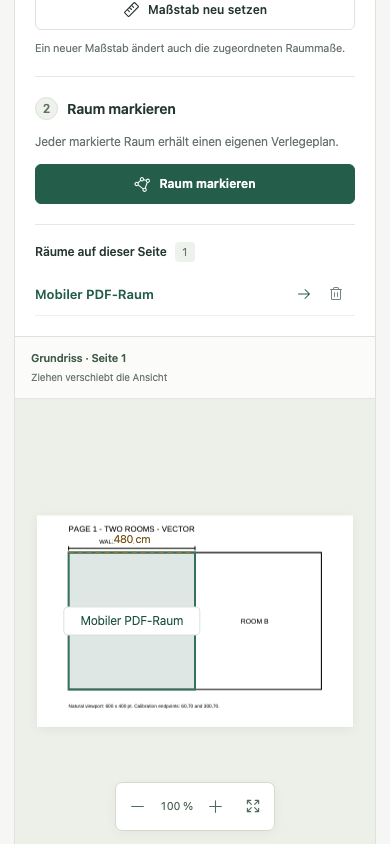 Maßstab neu setzen
Ein neuer Maßstab ändert auch die zugeordneten Raummaße.
2 Raum markieren
Jeder markierte Raum erhält einen eigenen Verlegeplan.
Raum markieren
Räume auf dieser Seite 1
Mobiler PDF-Raum
Grundriss · Seite 1
Ziehen verschiebt die Ansicht
PAGE 1 - TWO ROOMS - VECTOR
480 cm
Mobiler PDF-Raum
ROOM B
Natural viewport: 600 x 400 pt. Calibration endpoints: 60,70 and 300,70.
100 %